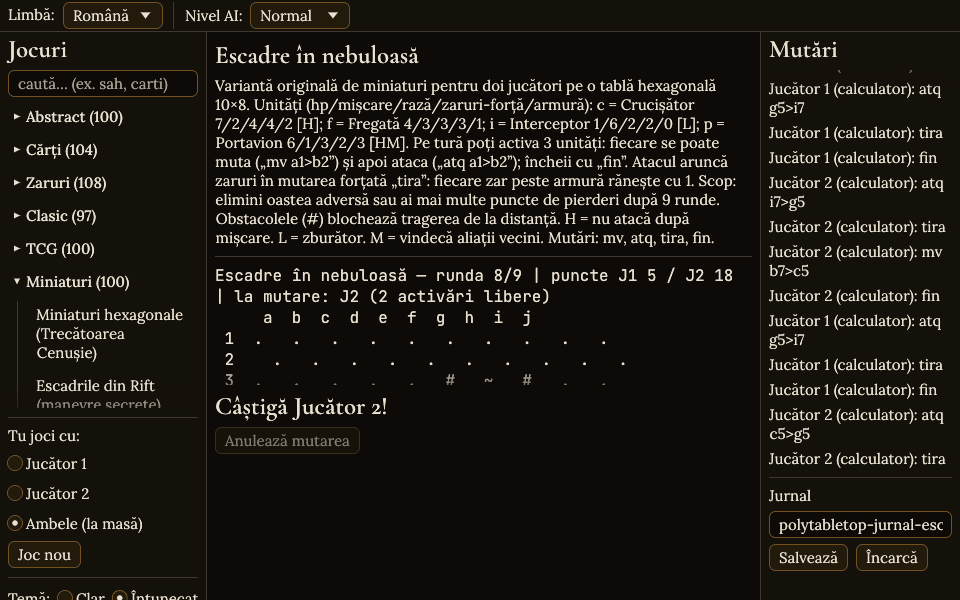 Limbă: Română ▼ Nivel AI: Normal ▼
Jocuri
caută... (ex. sah, carti)
▸ Abstract (100)
▸ Cărți (104)
▸ Zaruri (108)
▸ Clasic (97)
▸ TCG (100)
▾ Miniaturi (100)
Miniaturi hexagonale
(Trecătoarea
Cenușie)
Escadrile din Rift
(manevre secrete)
Tu joci cu:
Jucător 1
Jucător 2
Ambele (la masă)
Joc nou
Temă: Clar Întunecat
Escadre în nebuloasă
Variantă originală de miniaturi pentru doi jucători pe o tablă hexagonală
10×8. Unități (hp/mișcare/rază/zaruri-forță/armură): c = Crucișător
7/2/4/4/2 [H]; f = Fregată 4/3/3/3/1; i = Interceptor 1/6/2/2/0 [L]; p =
Portavion 6/1/3/2/3 [HM]. Pe tură poți activa 3 unități: fiecare se poate
muta („mv a1>b2”) și apoi ataca („atq a1>b2”); încheii cu „fin”. Atacul aruncă
zaruri în mutarea forțată „tira”: fiecare zar peste armură rănește cu 1. Scop:
elimini oastea adversă sau ai mai multe puncte de pierderi după 9 runde.
Obstacolele (#) blochează tragerea de la distanță. H = nu atacă după
mișcare. L = zburător. M = vindecă aliații vecini. Mutări: mv, atq, tira, fin.
Escadre în nebuloasă — runda 8/9 | puncte J1 5 / J2 18
| la mutare: J2 (2 activări libere)
a b c d e f g h i j
1 . . . . . . . . . .
2 . . . . . . . . . .
3 . . . . . # ~ # . .
Câștigă Jucător 2!
Anulează mutarea
Mutări
Jucător 1 (calculator): atq
g5>i7
Jucător 1 (calculator): tira
Jucător 1 (calculator): fin
Jucător 2 (calculator): atq
i7>g5
Jucător 2 (calculator): tira
Jucător 2 (calculator): mv
b7>c5
Jucător 2 (calculator): fin
Jucător 1 (calculator): atq
g5>i7
Jucător 1 (calculator): tira
Jucător 1 (calculator): fin
Jucător 2 (calculator): atq
c5>g5
Jucător 2 (calculator): tira
Jurnal
polytabletop-jurnal-esc
Salvează Încarcă